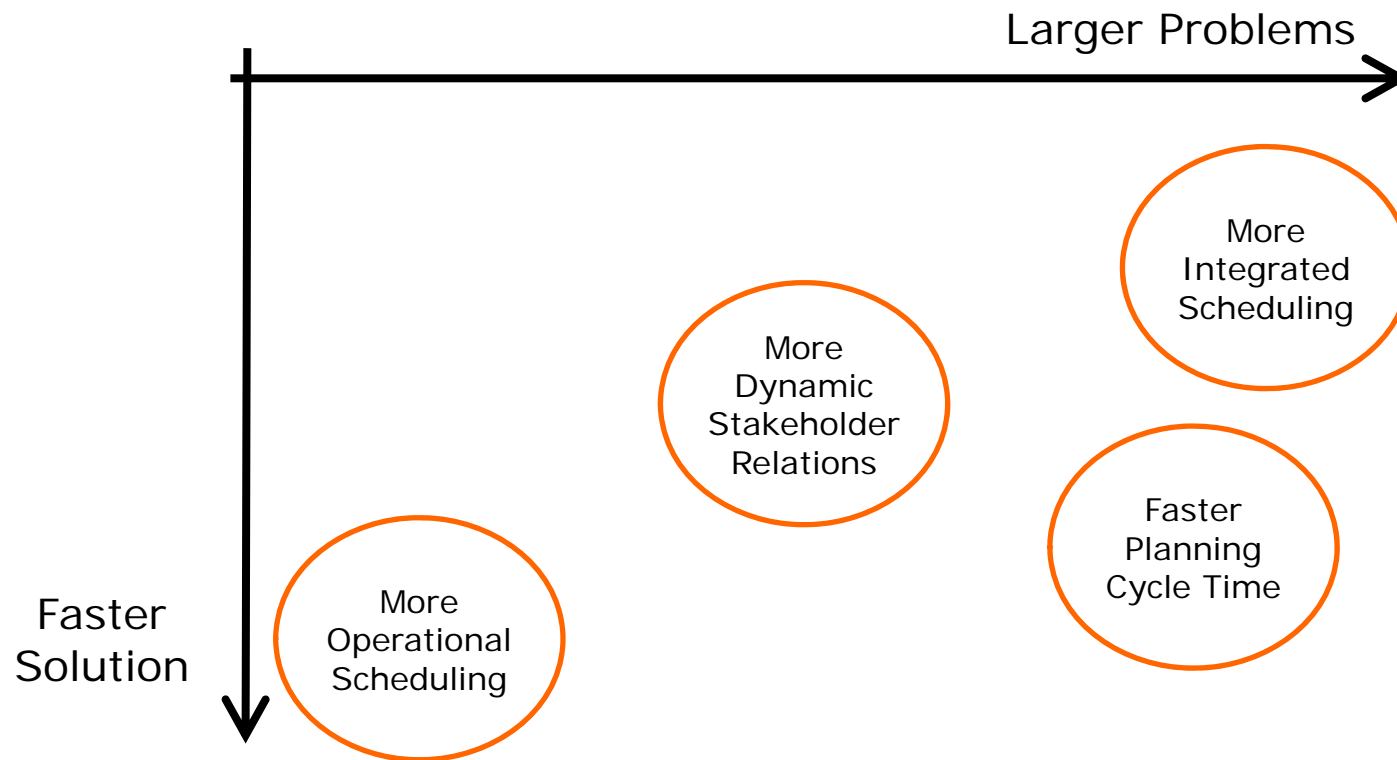 Larger Problems
More
Integrated
Scheduling
More
Dynamic
Stakeholder
Relations
Faster
Planning
Cycle Time
More
Operational
Scheduling
Faster
Solution